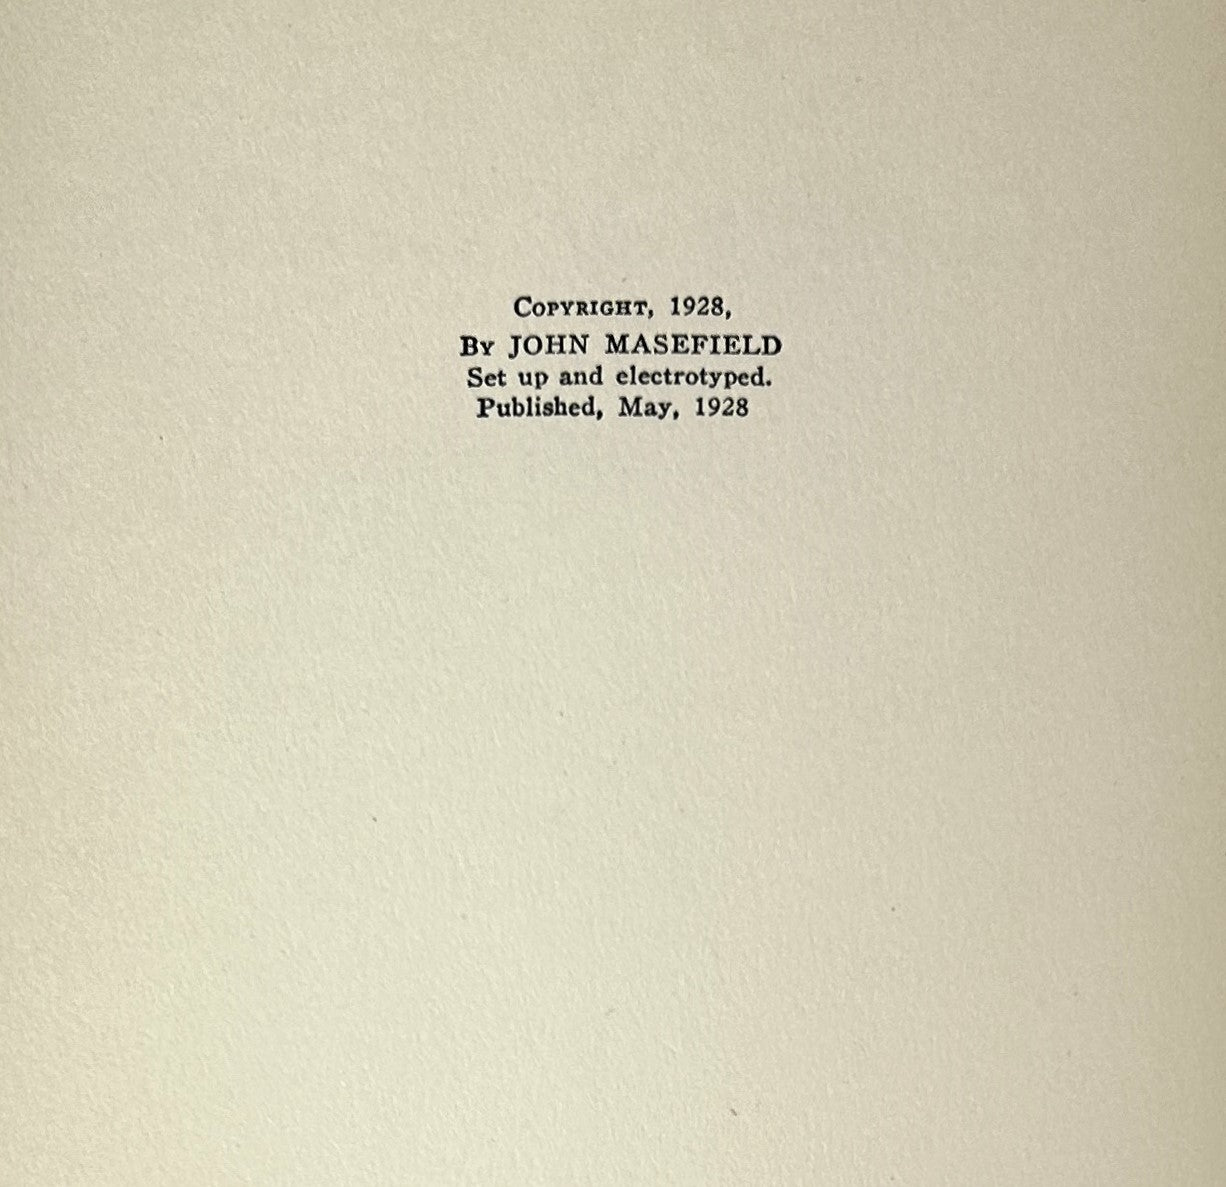 Copyright, 1928,
By JOHN MASEFIELD
Set up and electrotyped.
Published, May, 1928